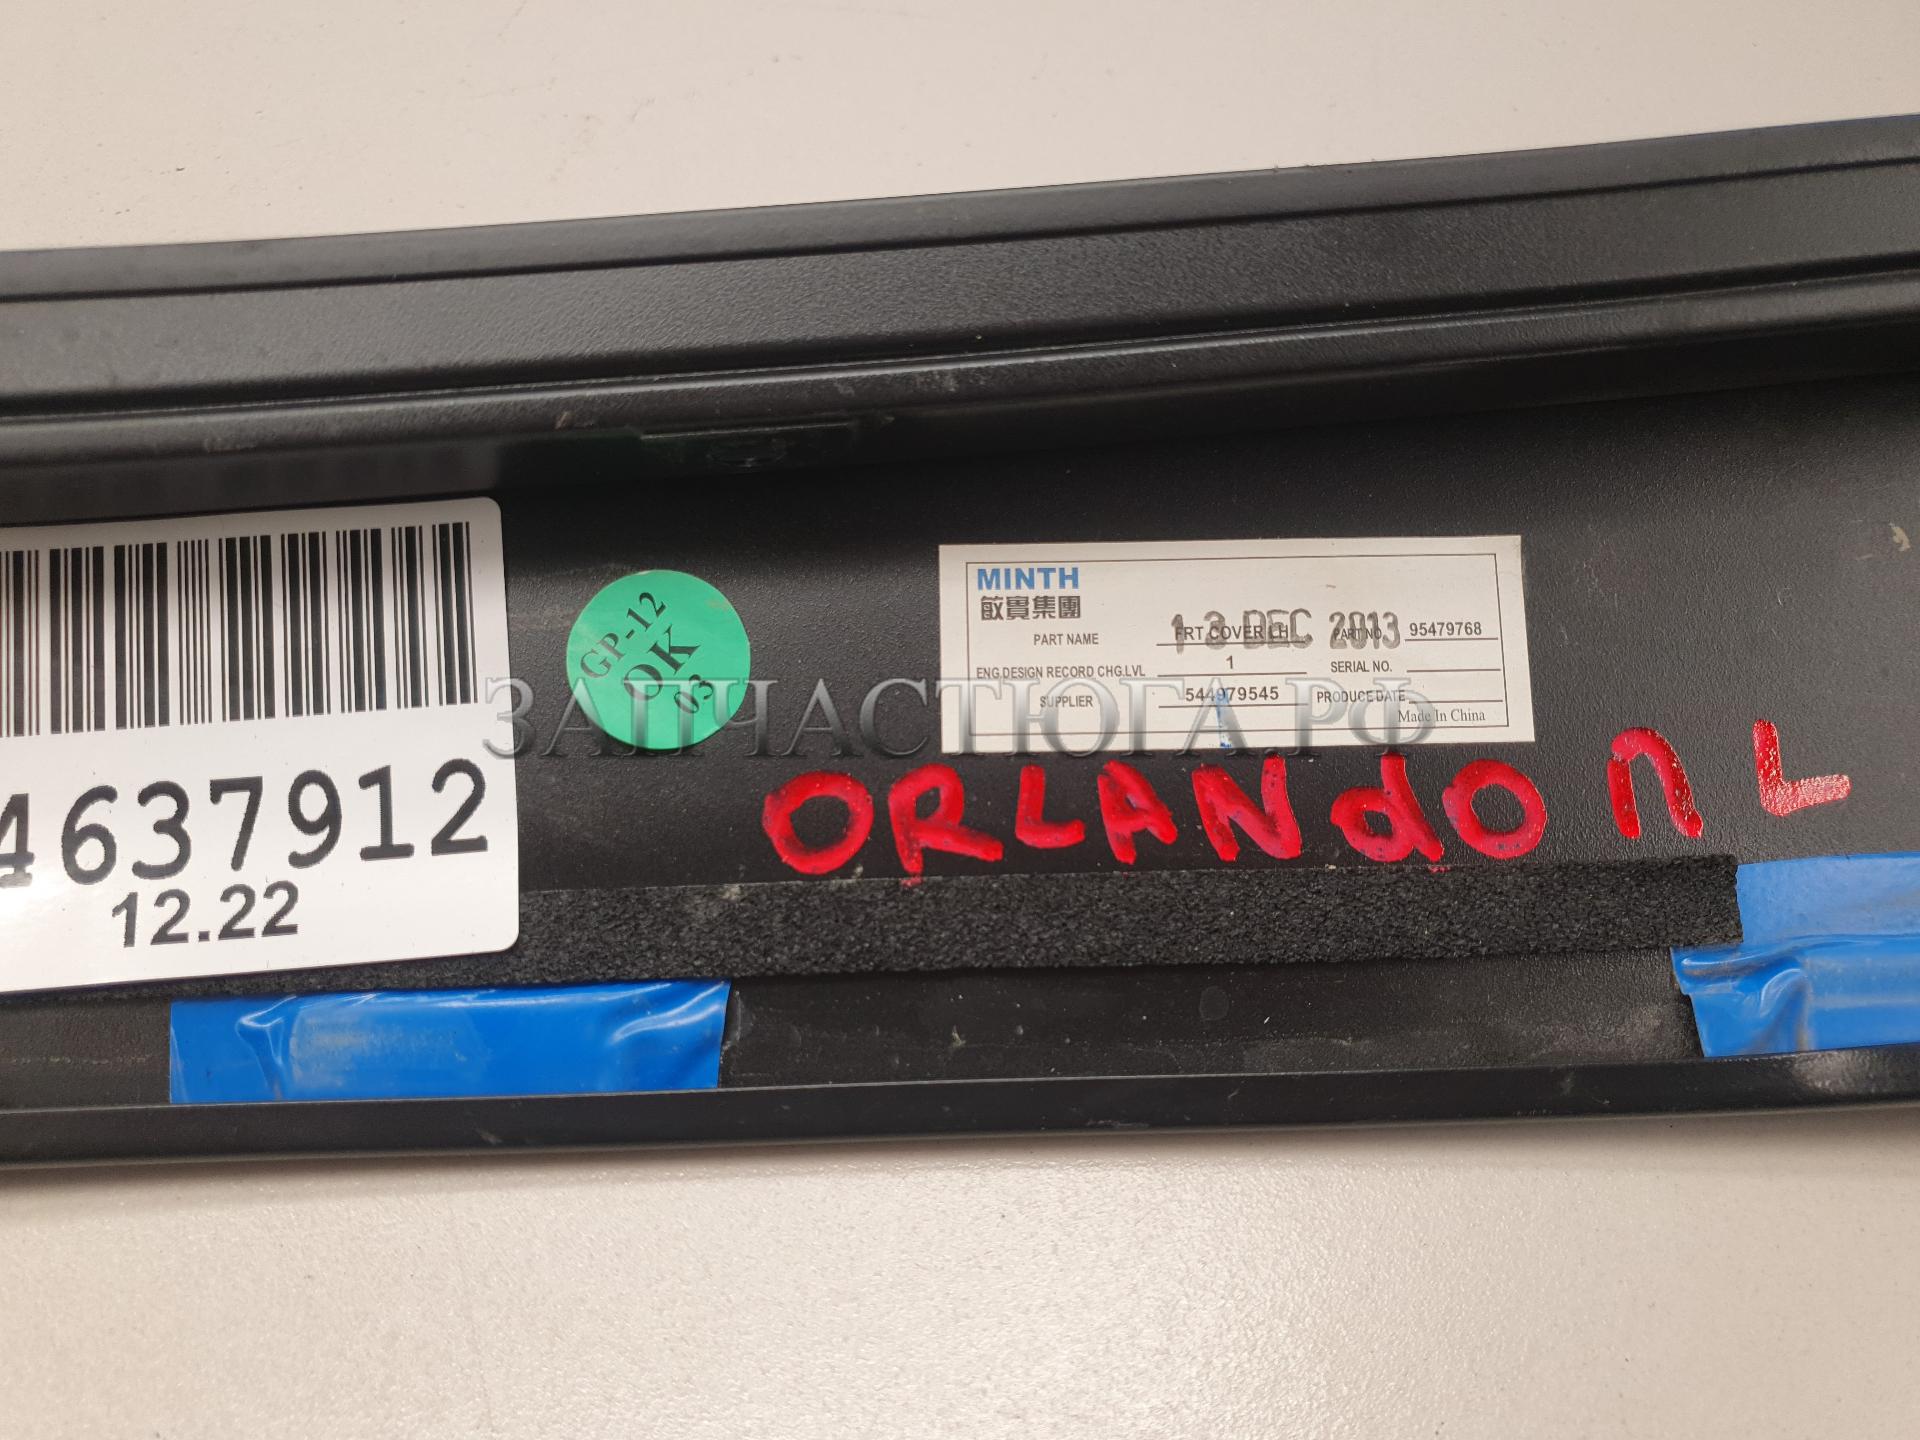 4637912
12.22
GP-12
OK
03
MINTH
敏實集團
13 DEC 2013
PART NAME FRT COVER LH PART NO. 95479768
ENG.DESIGN RECORD CHG.LVL 1 SERIAL NO.
SUPPLIER 544979545 PRODUCE DATE
Made In China
ЗАПЧАСТЮГА.РФ
ORLANdO П L